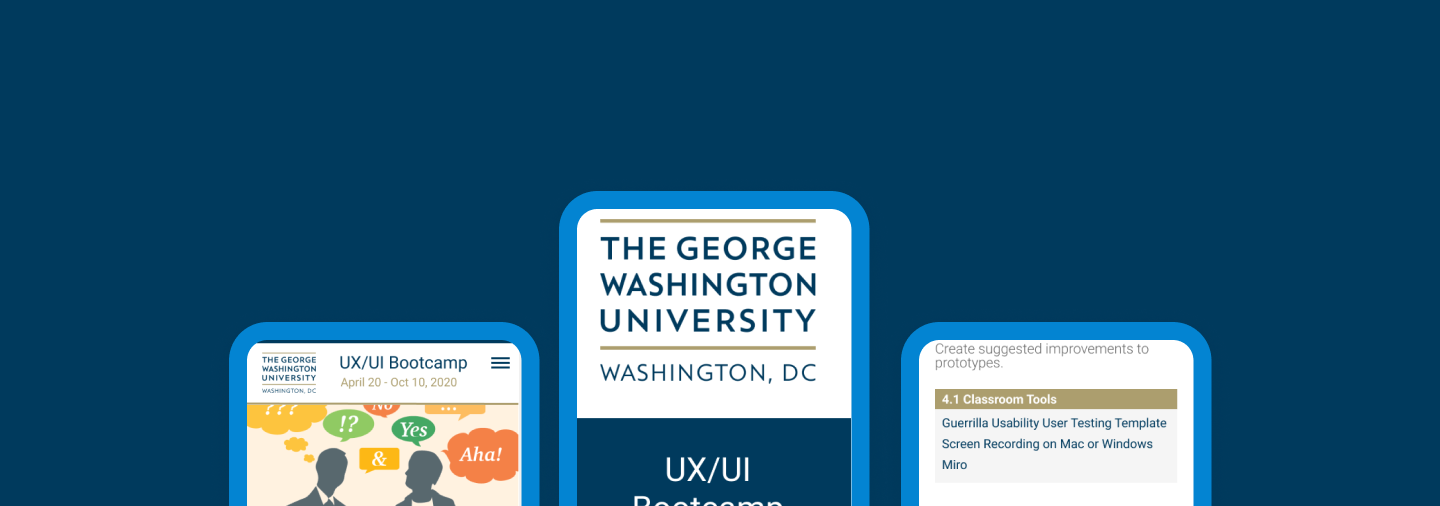 THE GEORGE
WASHINGTON
UNIVERSITY
WASHINGTON, DC
UX/UI Bootcamp
April 20 - Oct 10, 2020
???
No
...
!?
Yes
&
Aha!
THE GEORGE
WASHINGTON
UNIVERSITY
WASHINGTON, DC
UX/UI
Bootcamp
Create suggested improvements to
prototypes.
4.1 Classroom Tools
Guerrilla Usability User Testing Template
Screen Recording on Mac or Windows
Miro